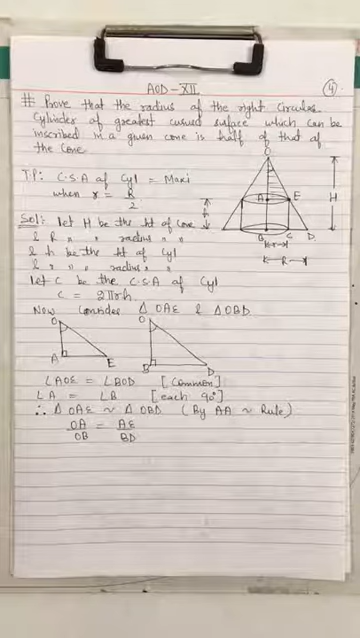 AOD - XII
4
# Prove that the radius of the right Circular
Cylinder of greatest curved surface which can be
inscribed in a given cone is half of that of
the Cone.
T.P: C.S.A of Cyl = Maxi
when r = R/2
Sol: let H be the ht of cone
& R " " radius " "
& h be the ht of Cyl
& r " " radius " "
let C be the C.S.A of Cyl
C = 2πrh
Now Consider Δ OAE & Δ OBD
O
A
E
B
C
D
H
h
r
R
O
A
E
O
B
D
∠AOE = ∠BOD [Common]
∠A = ∠B [each 90°]
∴ Δ OAE ~ Δ OBD (By AA ~ Rule)
OA/OB = AE/BD